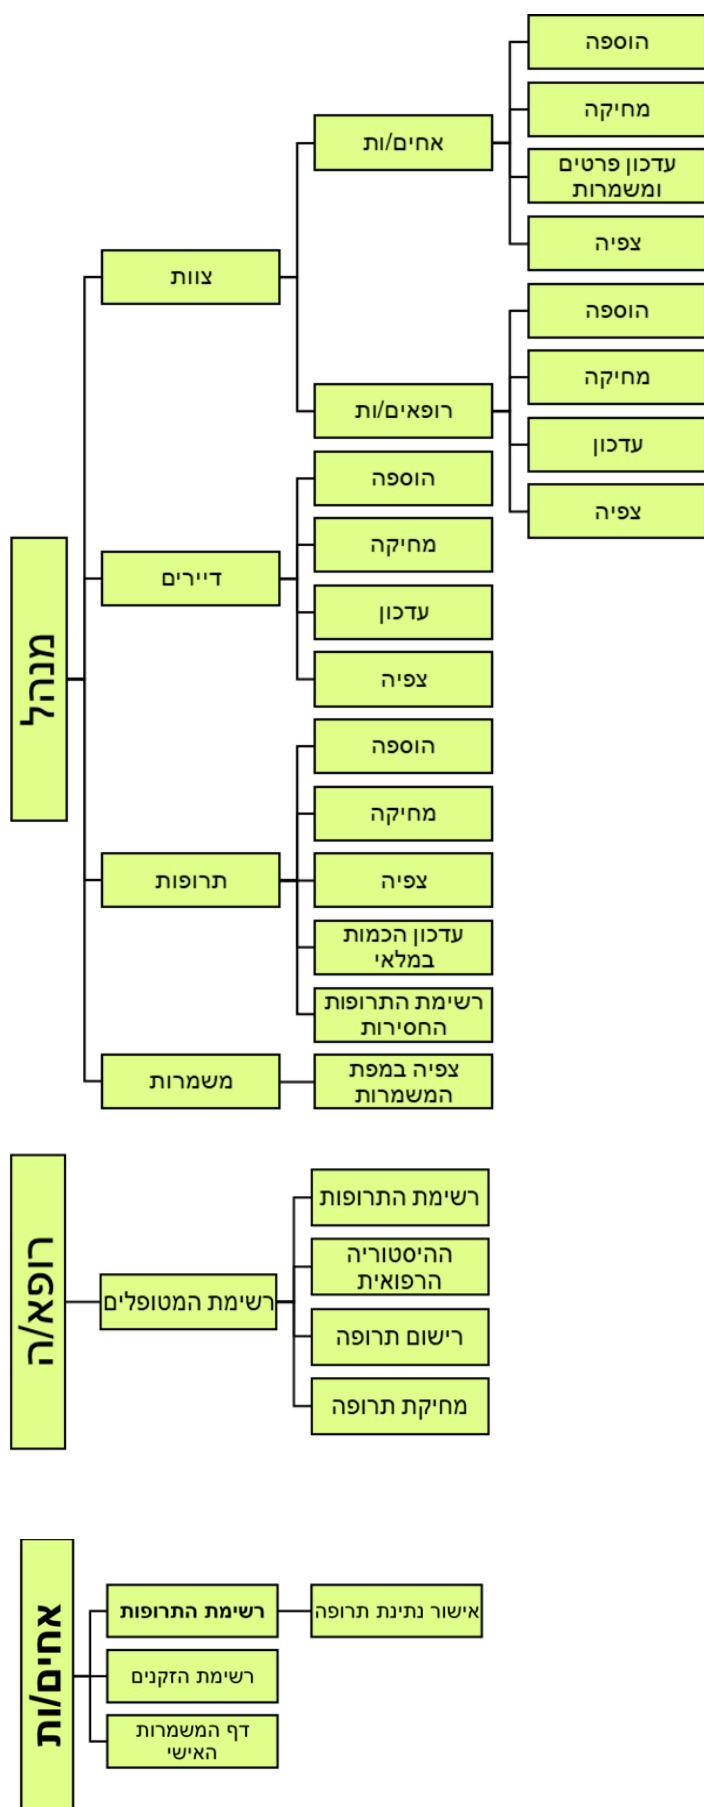 מנהל
צוות
אחים/ות
הוספה
מחיקה
עדכון פרטים
ומשמרות
צפיה
רופאים/ות
הוספה
מחיקה
עדכון
צפיה
דיירים
הוספה
מחיקה
עדכון
צפיה
תרופות
הוספה
מחיקה
צפיה
עדכון הכמות
במלאי
רשימת התרופות
החסירות
משמרות
צפיה במפת
המשמרות
רופא/ה
רשימת המטופלים
רשימת התרופות
ההיסטוריה
הרפואית
רישום תרופה
מחיקת תרופה
אחים/ות
רשימת התרופות
אישור נתינת תרופה
רשימת הזקנים
דף המשמרות
האישי